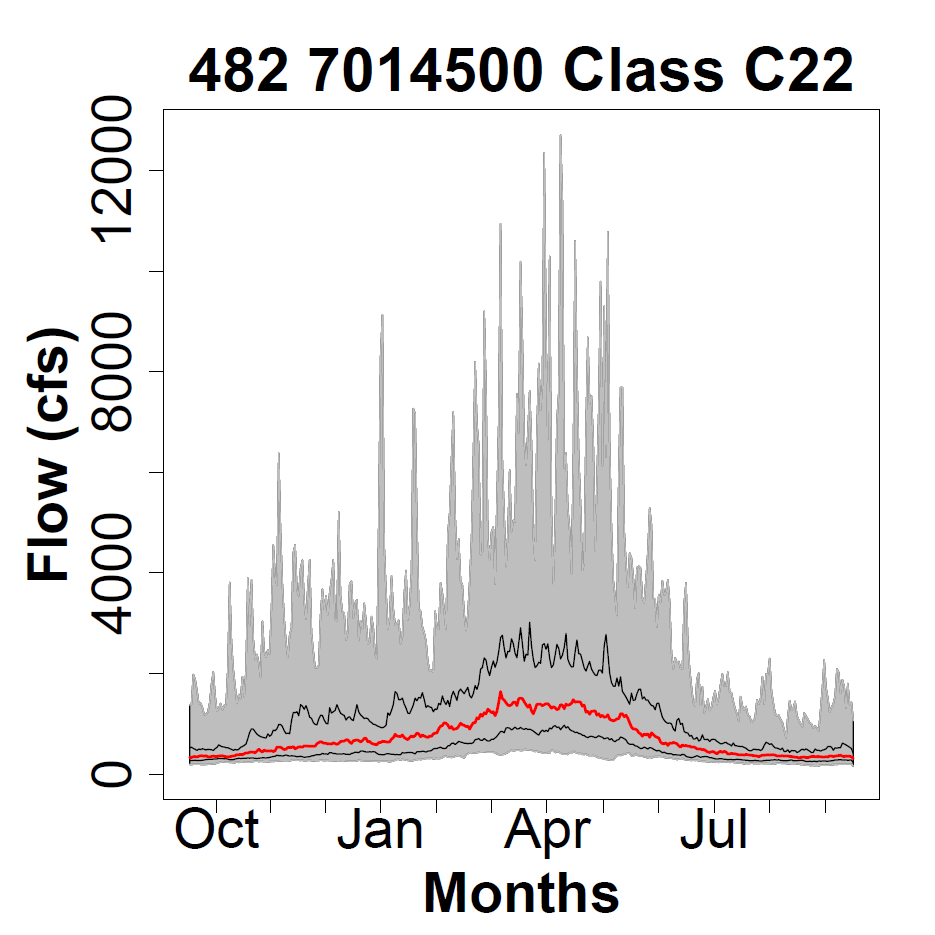 482 7014500 Class C22
12000
8000
4000
0
Flow (cfs)
Oct Jan Apr Jul
Months